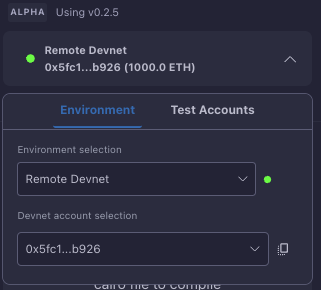 ALPHA Using v0.2.5
Remote Devnet
0x5fc1...b926 (1000.0 ETH)
Environment Test Accounts
Environment selection
Remote Devnet
Devnet account selection
0x5fc1...b926
cairo file to compile